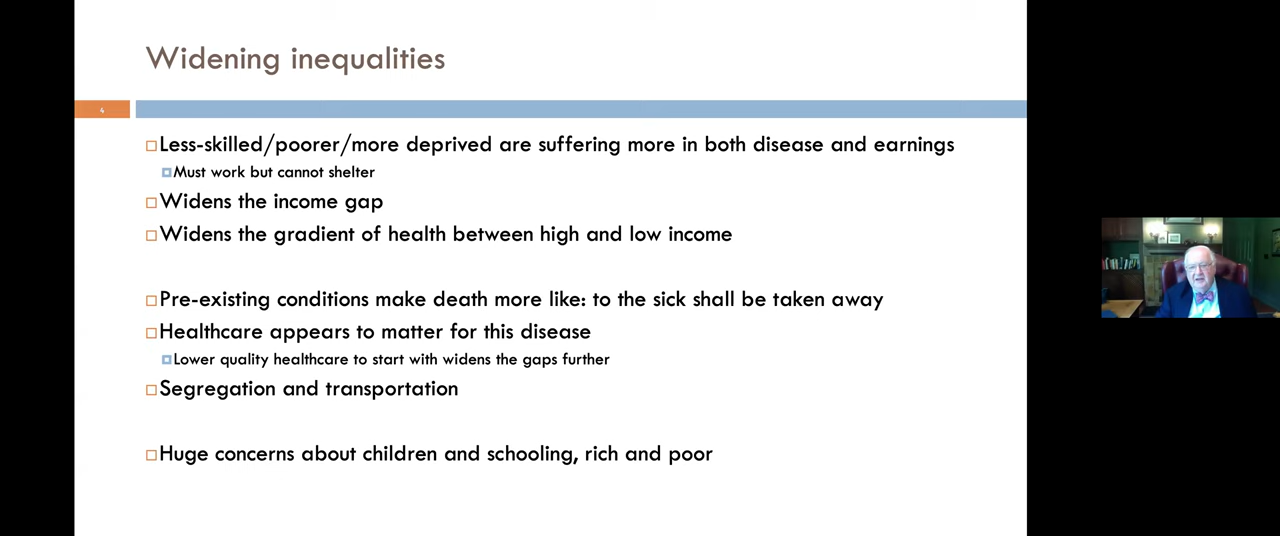 Widening inequalities
4
Less-skilled/poorer/more deprived are suffering more in both disease and earnings
Must work but cannot shelter
Widens the income gap
Widens the gradient of health between high and low income
Pre-existing conditions make death more like: to the sick shall be taken away
Healthcare appears to matter for this disease
Lower quality healthcare to start with widens the gaps further
Segregation and transportation
Huge concerns about children and schooling, rich and poor